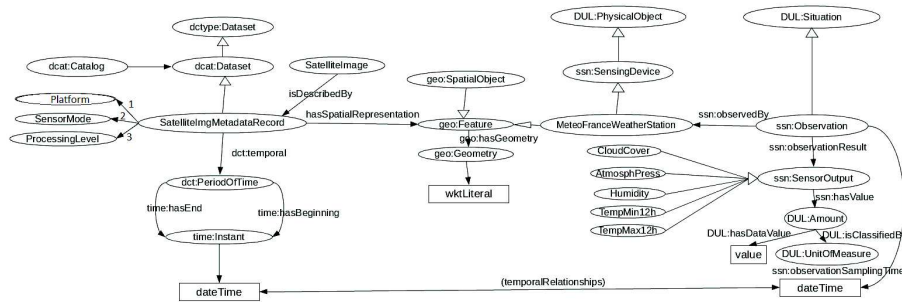 dctype:Dataset
DUL:PhysicalObject
DUL:Situation
dcat:Catalog
dcat:Dataset
SatelliteImage
geo:SpatialObject
ssn:SensingDevice
isDescribedBy
Platform
1
SensorMode
2
ProcessingLevel
3
SatelliteImgMetadataRecord
hasSpatialRepresentation
geo:Feature
MeteoFranceWeatherStation
ssn:observedBy
ssn:Observation
geo:hasGeometry
ssn:observationResult
dct:temporal
geo:Geometry
CloudCover
AtmosphPress
Humidity
TempMin12h
TempMax12h
ssn:SensorOutput
dct:PeriodOfTime
wktLiteral
ssn:hasValue
time:hasEnd
time:hasBeginning
DUL:Amount
DUL:hasDataValue
DUL:isClassifiedBy
time:Instant
value
DUL:UnitOfMeasure
ssn:observationSamplingTime
dateTime
(temporalRelationships)
dateTime